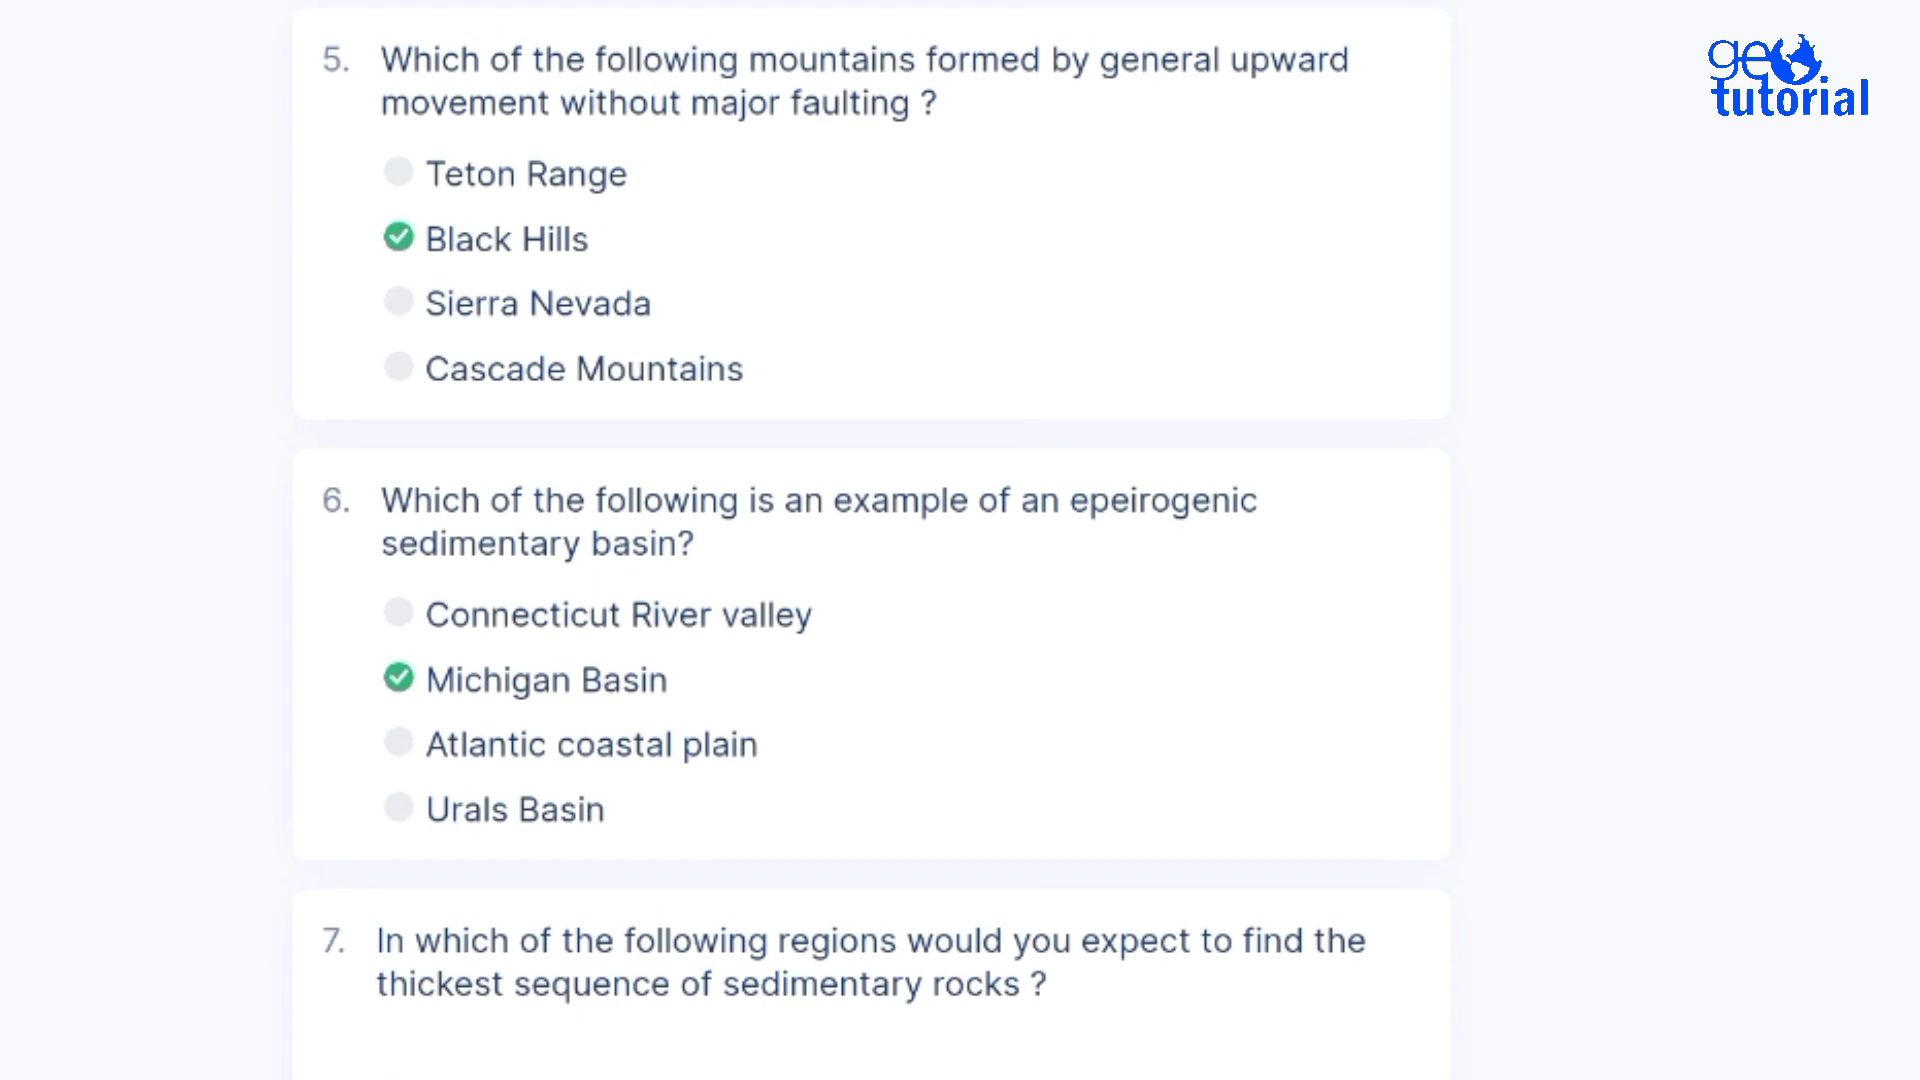 geo
tutorial
5. Which of the following mountains formed by general upward
movement without major faulting ?
Teton Range
Black Hills
Sierra Nevada
Cascade Mountains
6. Which of the following is an example of an epeirogenic
sedimentary basin?
Connecticut River valley
Michigan Basin
Atlantic coastal plain
Urals Basin
7. In which of the following regions would you expect to find the
thickest sequence of sedimentary rocks ?